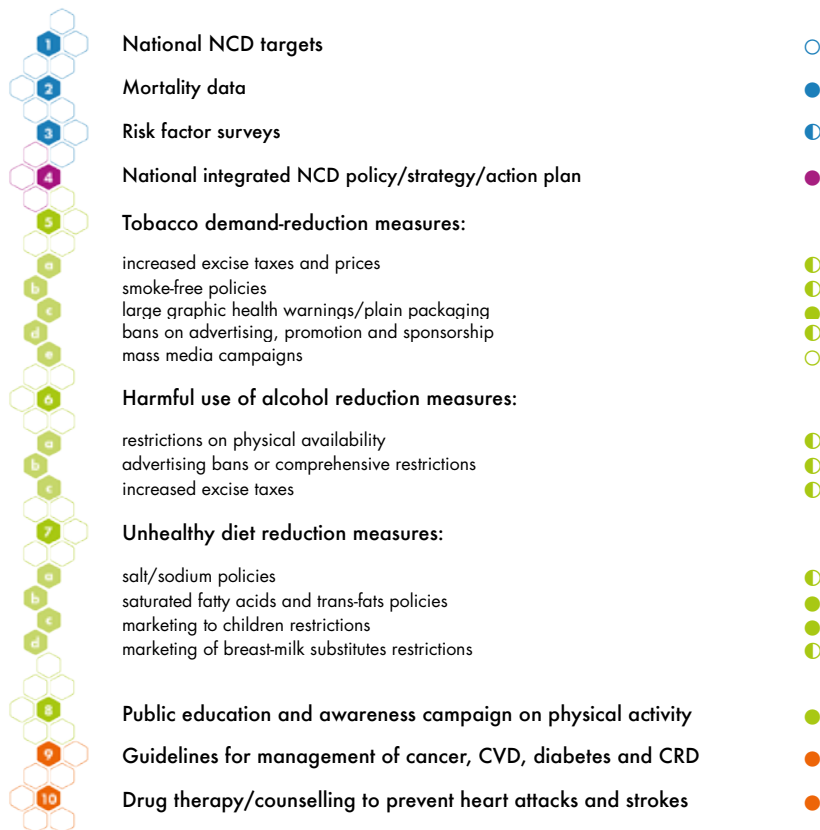 1 National NCD targets ○
2 Mortality data ●
3 Risk factor surveys ◐
4 National integrated NCD policy/strategy/action plan ●
5 Tobacco demand-reduction measures:
a increased excise taxes and prices ◐
b smoke-free policies ◐
c large graphic health warnings/plain packaging ●
d bans on advertising, promotion and sponsorship ◐
e mass media campaigns ○
6 Harmful use of alcohol reduction measures:
a restrictions on physical availability ◐
b advertising bans or comprehensive restrictions ◐
c increased excise taxes ◐
7 Unhealthy diet reduction measures:
a salt/sodium policies ◐
b saturated fatty acids and trans-fats policies ●
c marketing to children restrictions ●
d marketing of breast-milk substitutes restrictions ◐
8 Public education and awareness campaign on physical activity ●
9 Guidelines for management of cancer, CVD, diabetes and CRD ●
10 Drug therapy/counselling to prevent heart attacks and strokes ●